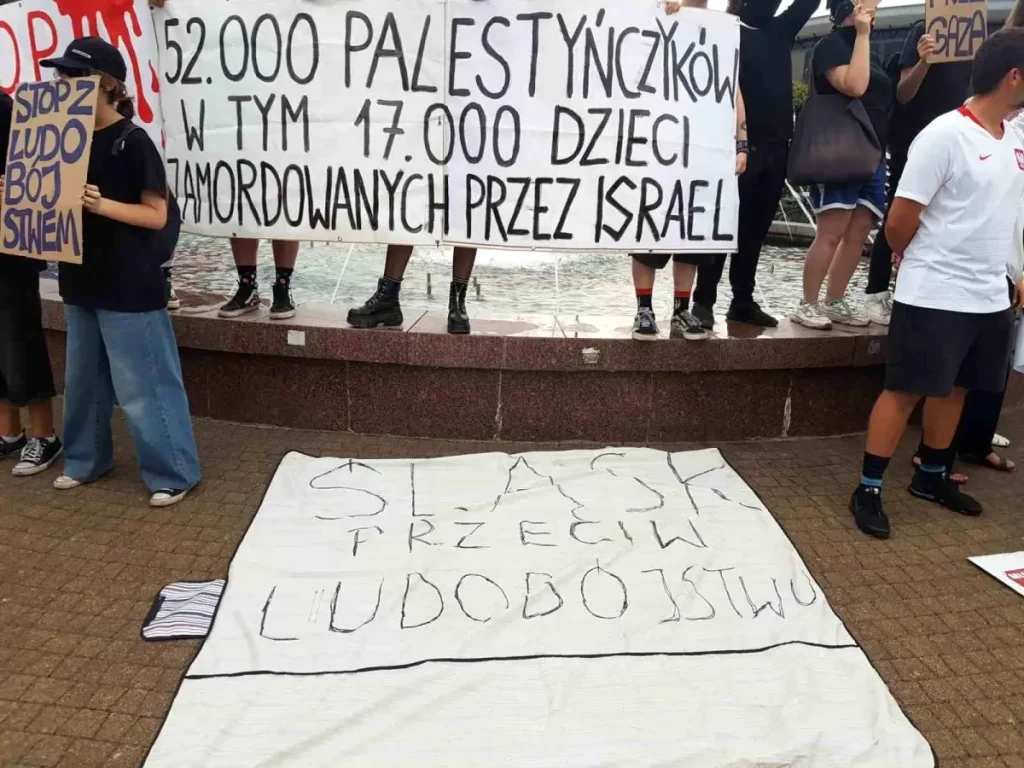 STOP Z
LUDO
BÓJ
STWEM
52.000 PALESTYŃCZYKÓW
W TYM 17.000 DZIECI
ZAMORDOWANYCH PRZEZ ISRAEL
GAZA
ŚLĄSK
PRZECIW
LUDOBÓJSTWU